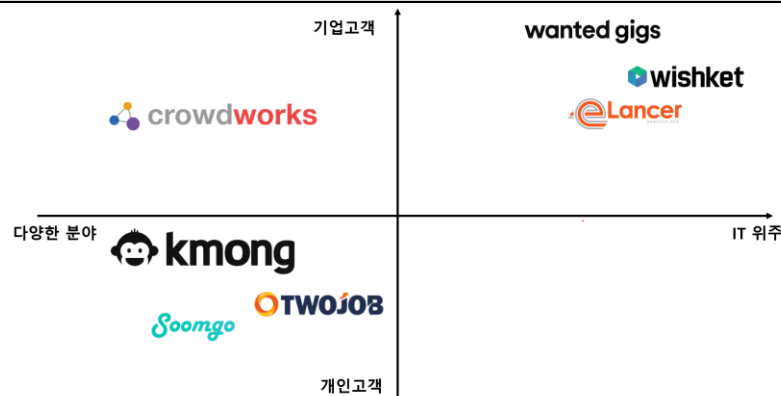 기업고객
wanted gigs
wishket
crowdworks
eLancer
다양한 분야
IT 위주
kmong
OTWOJOB
Soomgo
개인고객